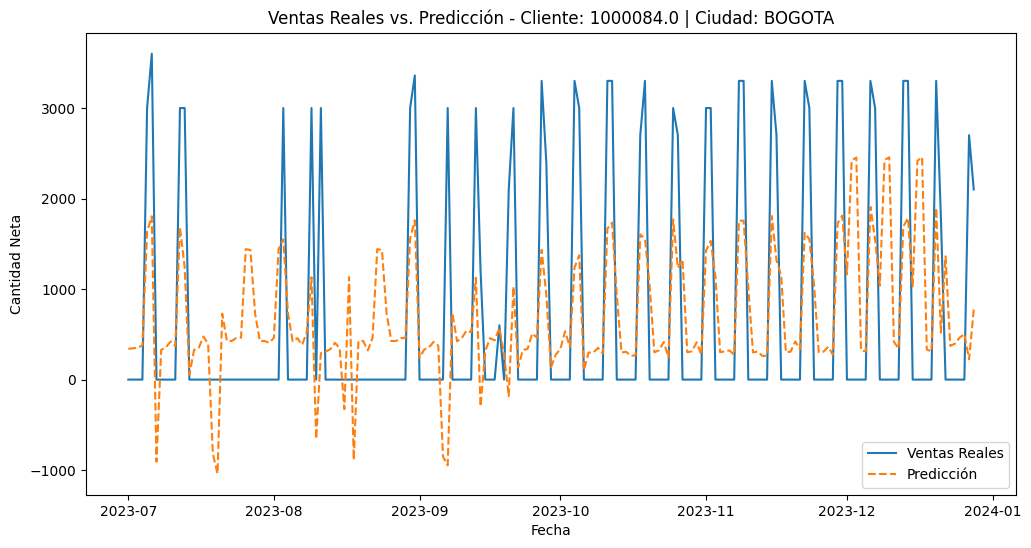 Ventas Reales vs. Predicción - Cliente: 1000084.0 | Ciudad: BOGOTA
Cantidad Neta
3000
2000
1000
0
−1000
Ventas Reales
Predicción
2023-07 2023-08 2023-09 2023-10 2023-11 2023-12 2024-01
Fecha